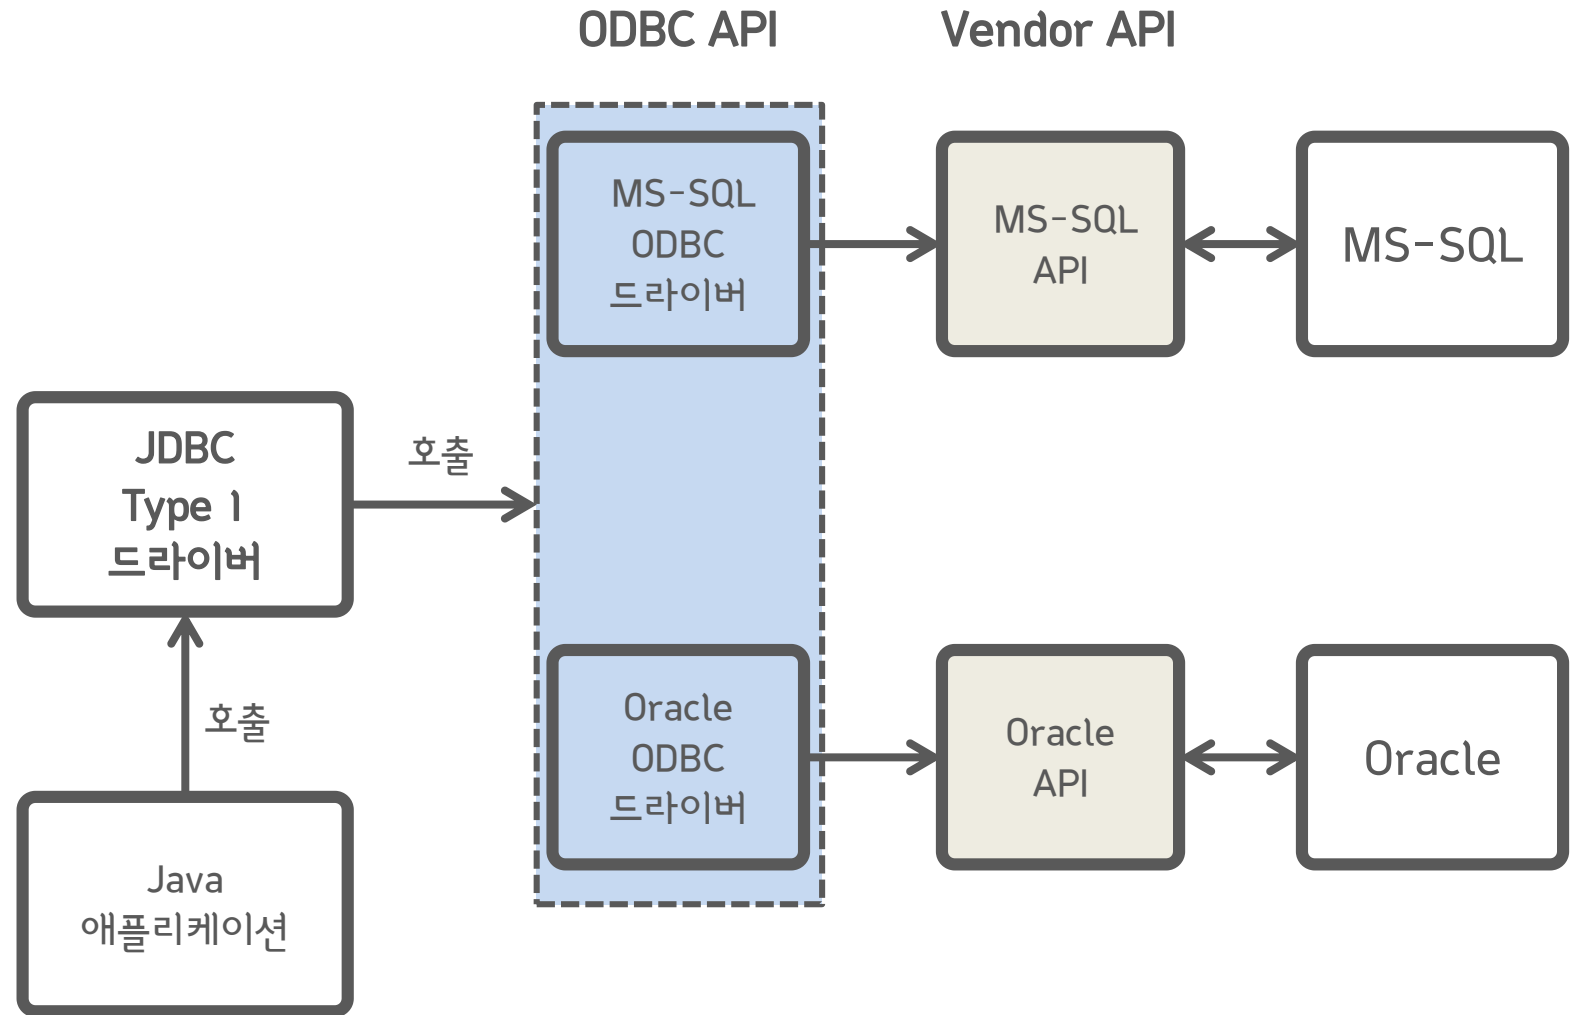 ODBC API
Vendor API
MS-SQL
ODBC
드라이버
MS-SQL
API
MS-SQL
JDBC
Type 1
드라이버
호출
호출
Oracle
ODBC
드라이버
Oracle
API
Oracle
Java
애플리케이션